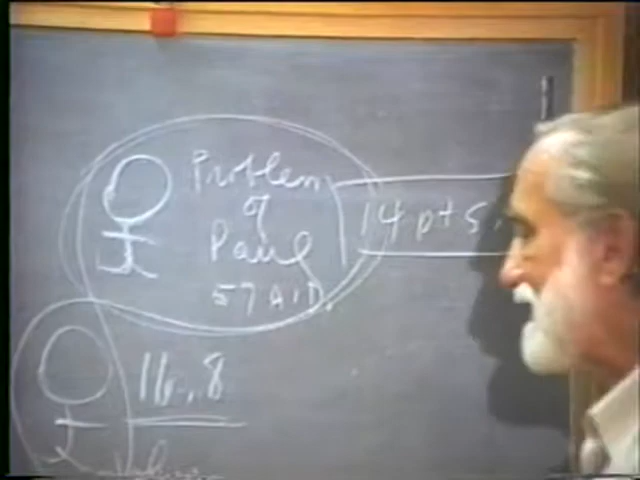 Problem
of
Paul
57 A.D.
14 pts.
16:8